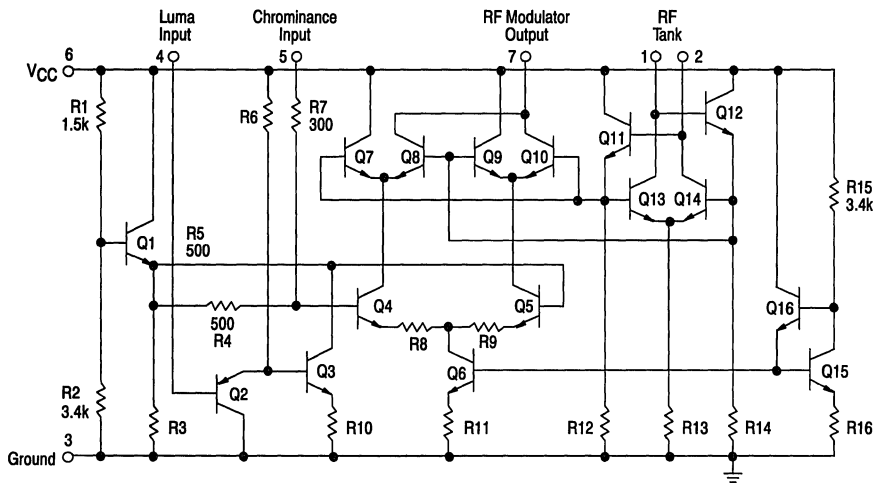 Luma Input
Chrominance Input
RF Modulator Output
RF Tank
4
5
7
1
2
6
VCC
R1
1.5k
R6
R7
300
Q7
Q8
Q9
Q10
Q11
Q12
Q13
Q14
R15
3.4k
Q1
R5
500
500
R4
Q4
Q5
R8
R9
Q16
Q15
Q3
Q6
Q2
R2
3.4k
R3
R10
R11
R12
R13
R14
R16
3
Ground